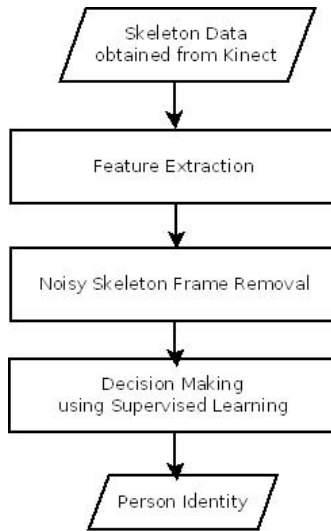 Skeleton Data
obtained from Kinect
Feature Extraction
Noisy Skeleton Frame Removal
Decision Making
using Supervised Learning
Person Identity